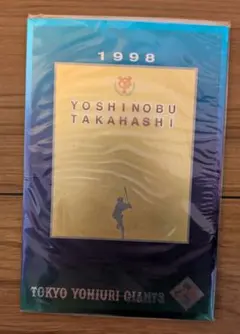 1998
YOSHINOBU
TAKAHASHI
TOKYO YOMIURI GIANTS